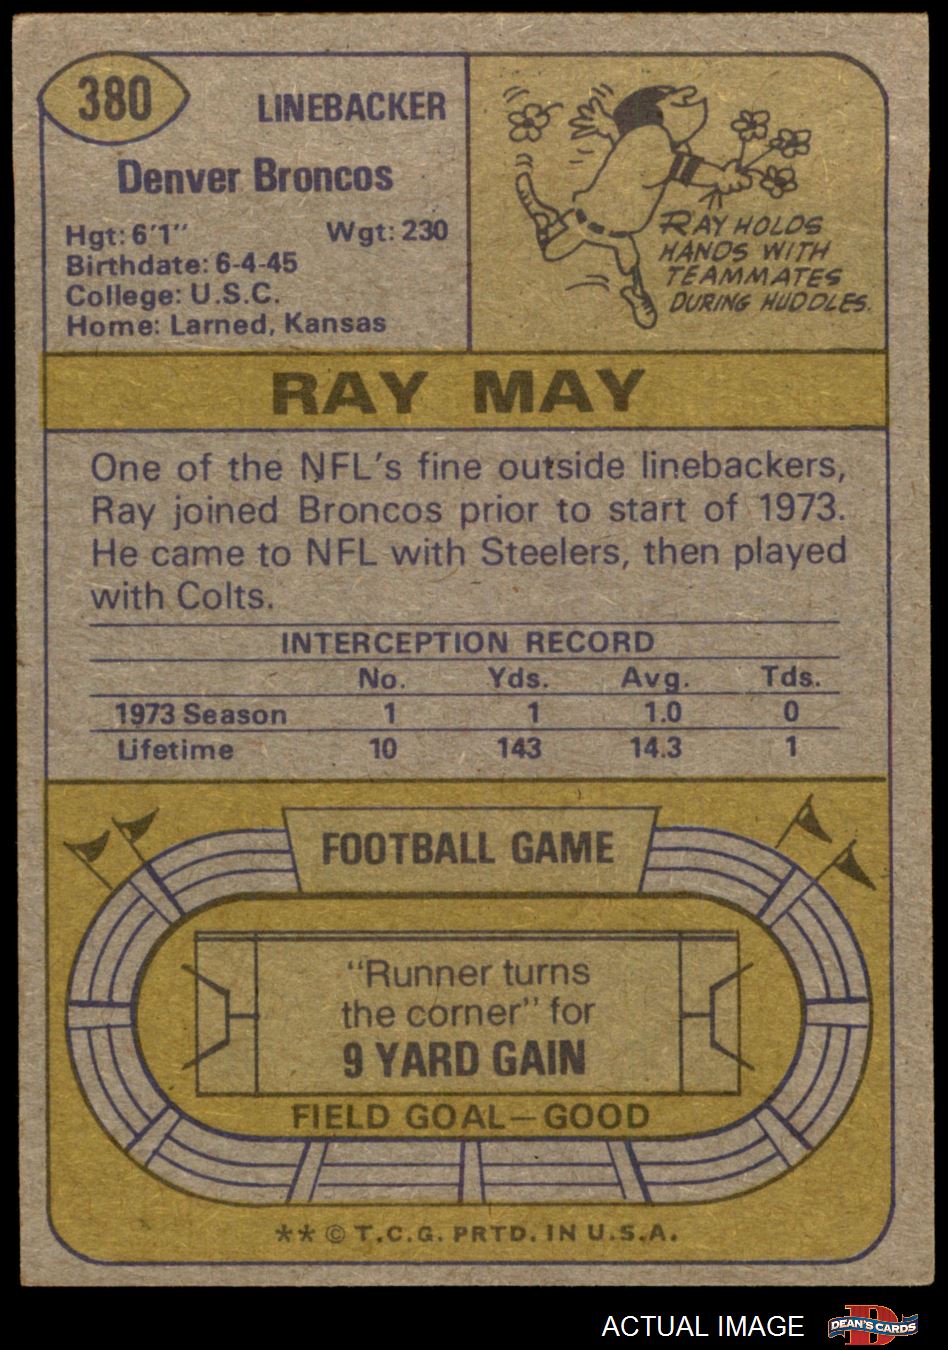 380
LINEBACKER
Denver Broncos
Hgt: 6'1" Wgt: 230
Birthdate: 6-4-45
College: U.S.C.
Home: Larned, Kansas
RAY HOLDS
HANDS WITH
TEAMMATES
DURING HUDDLES.
RAY MAY
One of the NFL's fine outside linebackers,
Ray joined Broncos prior to start of 1973.
He came to NFL with Steelers, then played
with Colts.
INTERCEPTION RECORD
No. Yds. Avg. Tds.
1973 Season 1 1 1.0 0
Lifetime 10 143 14.3 1
FOOTBALL GAME
"Runner turns
the corner" for
9 YARD GAIN
FIELD GOAL—GOOD
** © T.C.G. PRTD. IN U.S.A.
ACTUAL IMAGE
D
DEAN'S CARDS